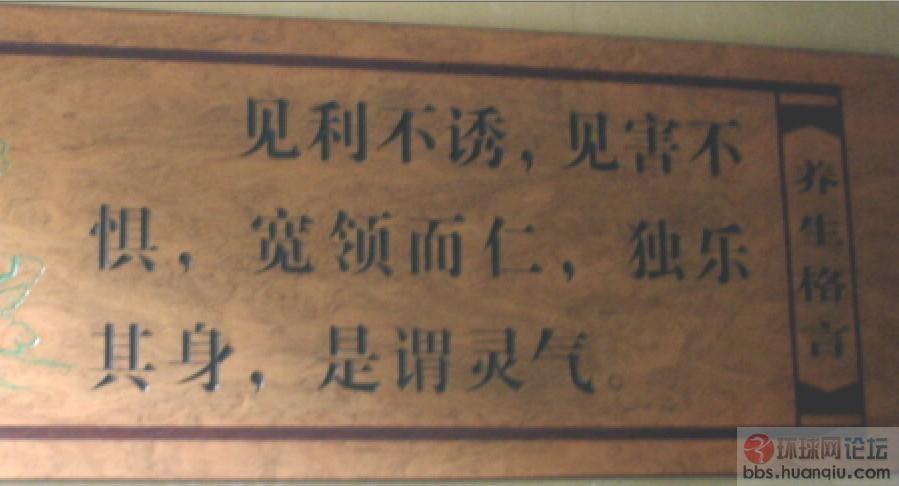 见利不诱，见害不
惧，宽领而仁，独乐
其身，是谓灵气。
养生格言
环球网论坛
bbs.huanqiu.com